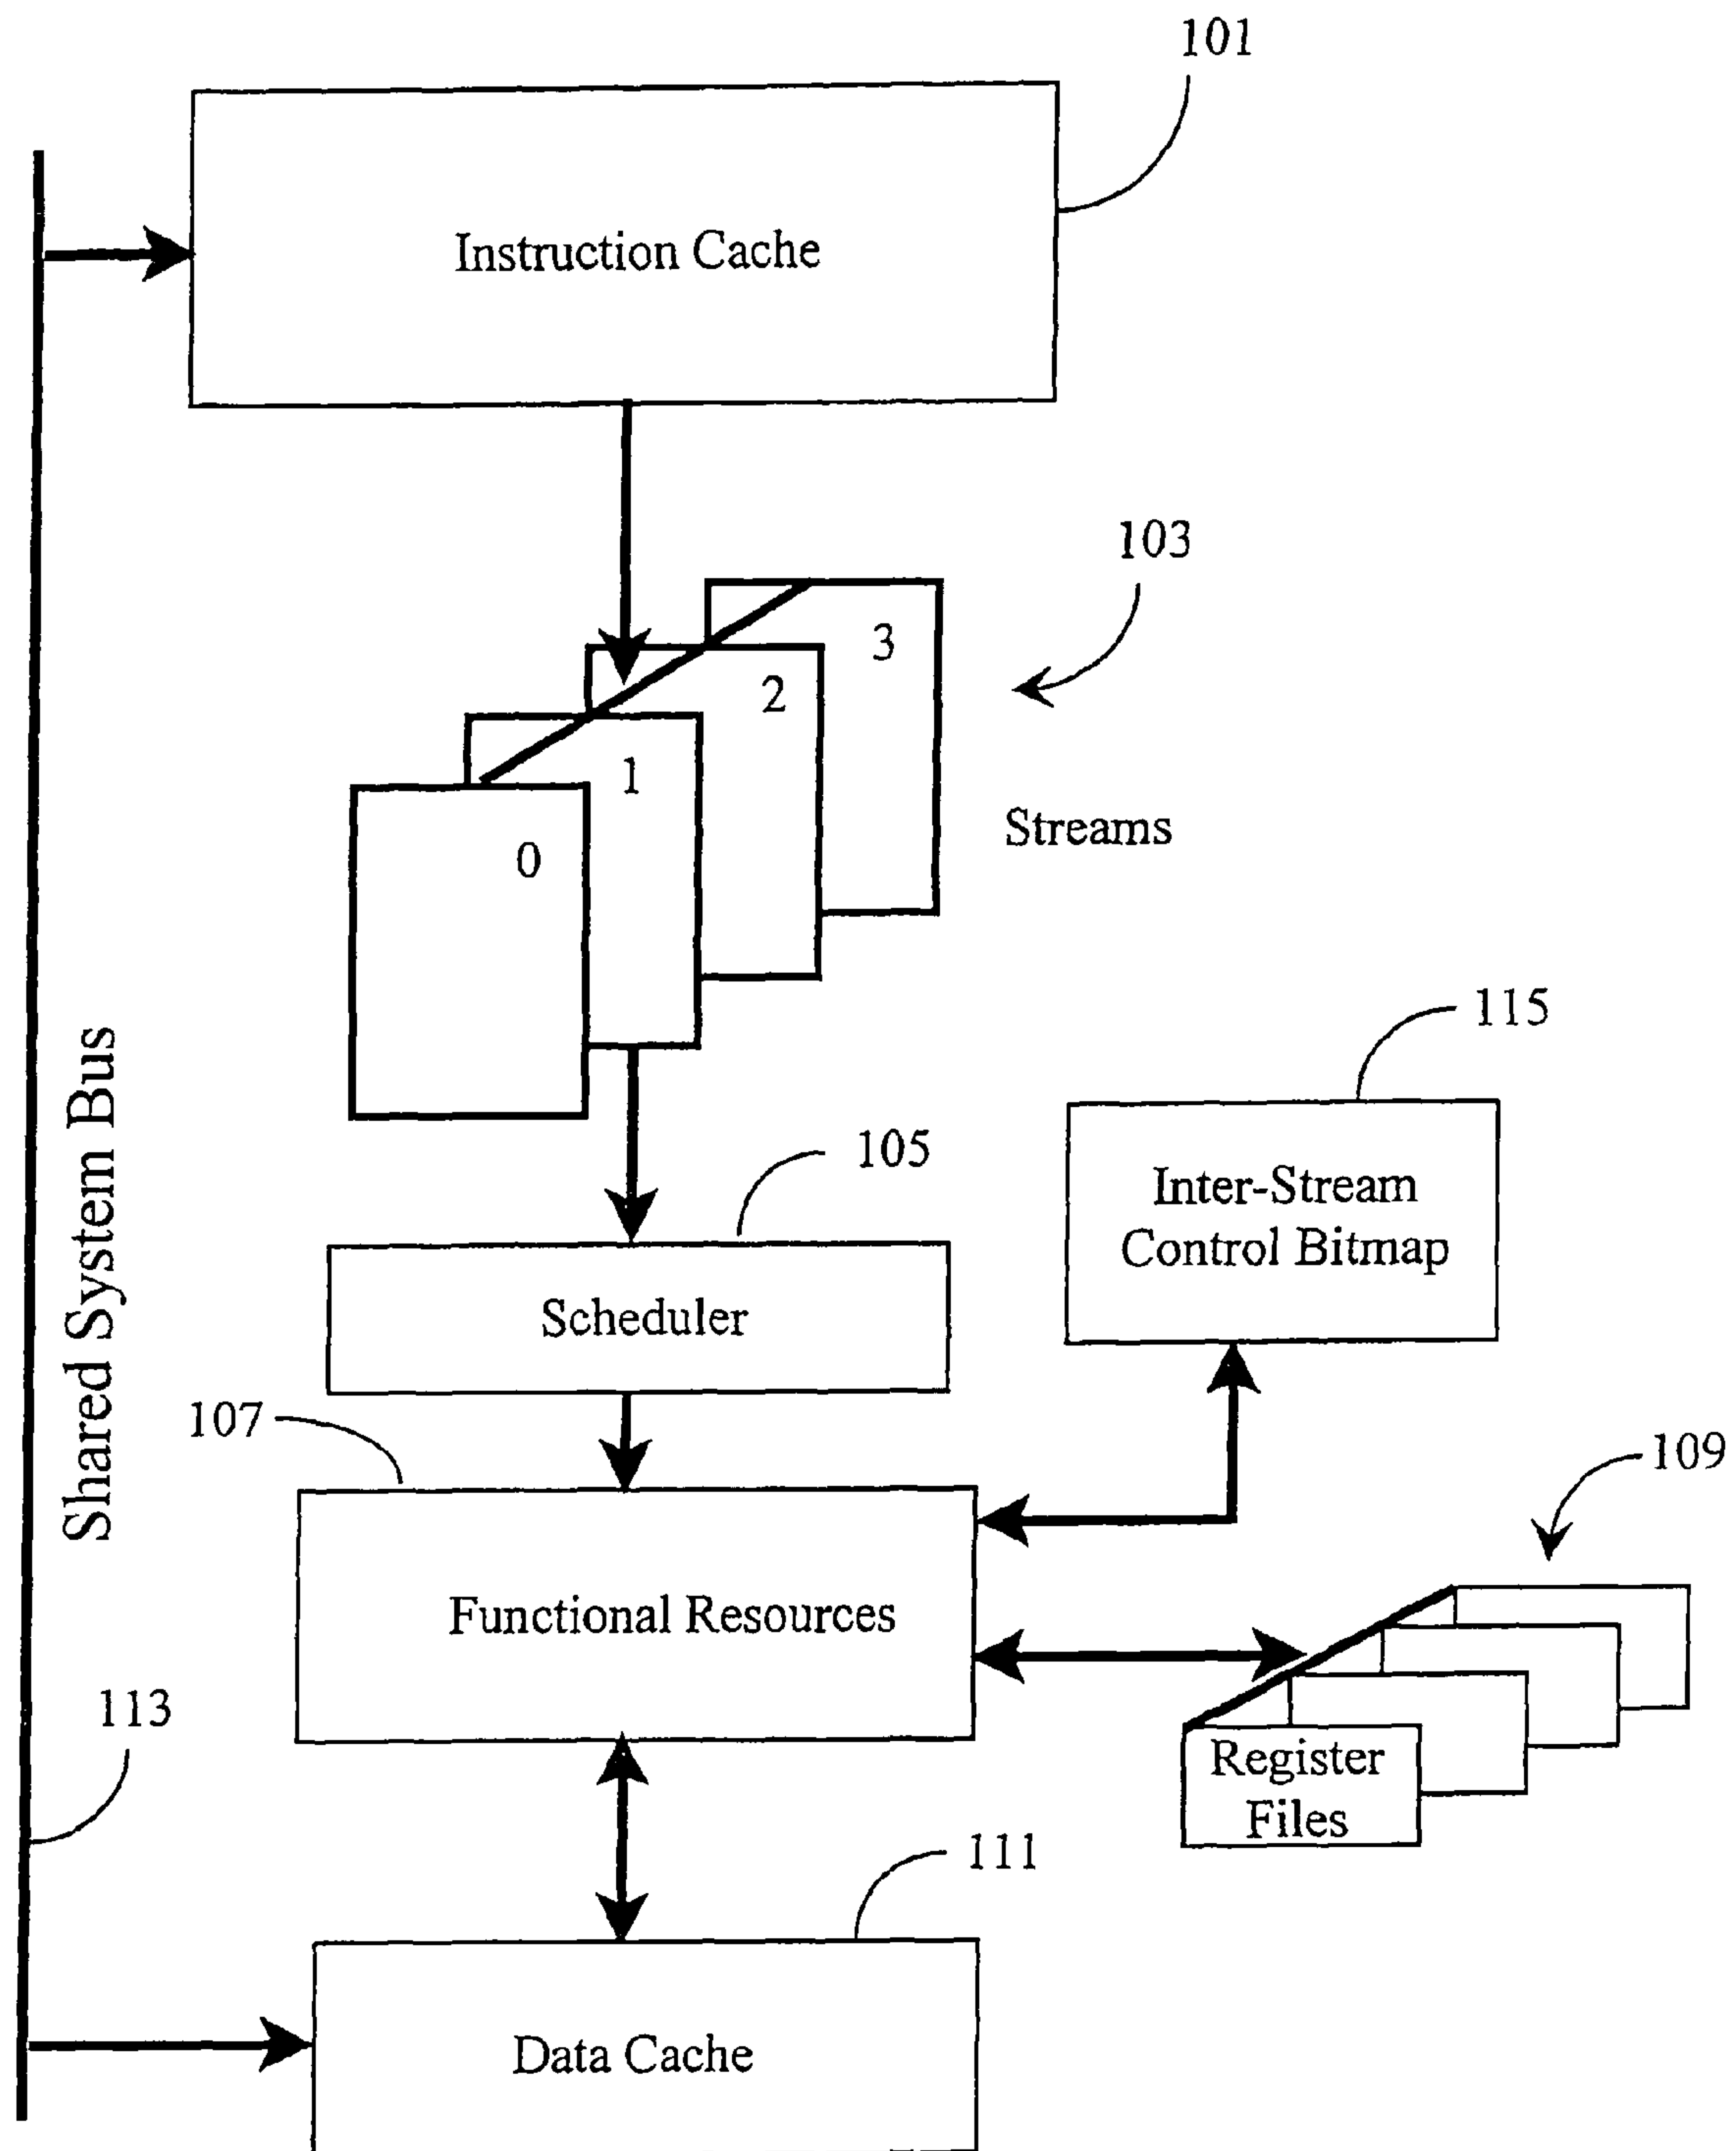 101
Instruction Cache
103
3
2
1
0
Streams
Shared System Bus
115
Inter-Stream
Control Bitmap
105
Scheduler
107
109
Functional Resources
113
Register
Files
111
Data Cache